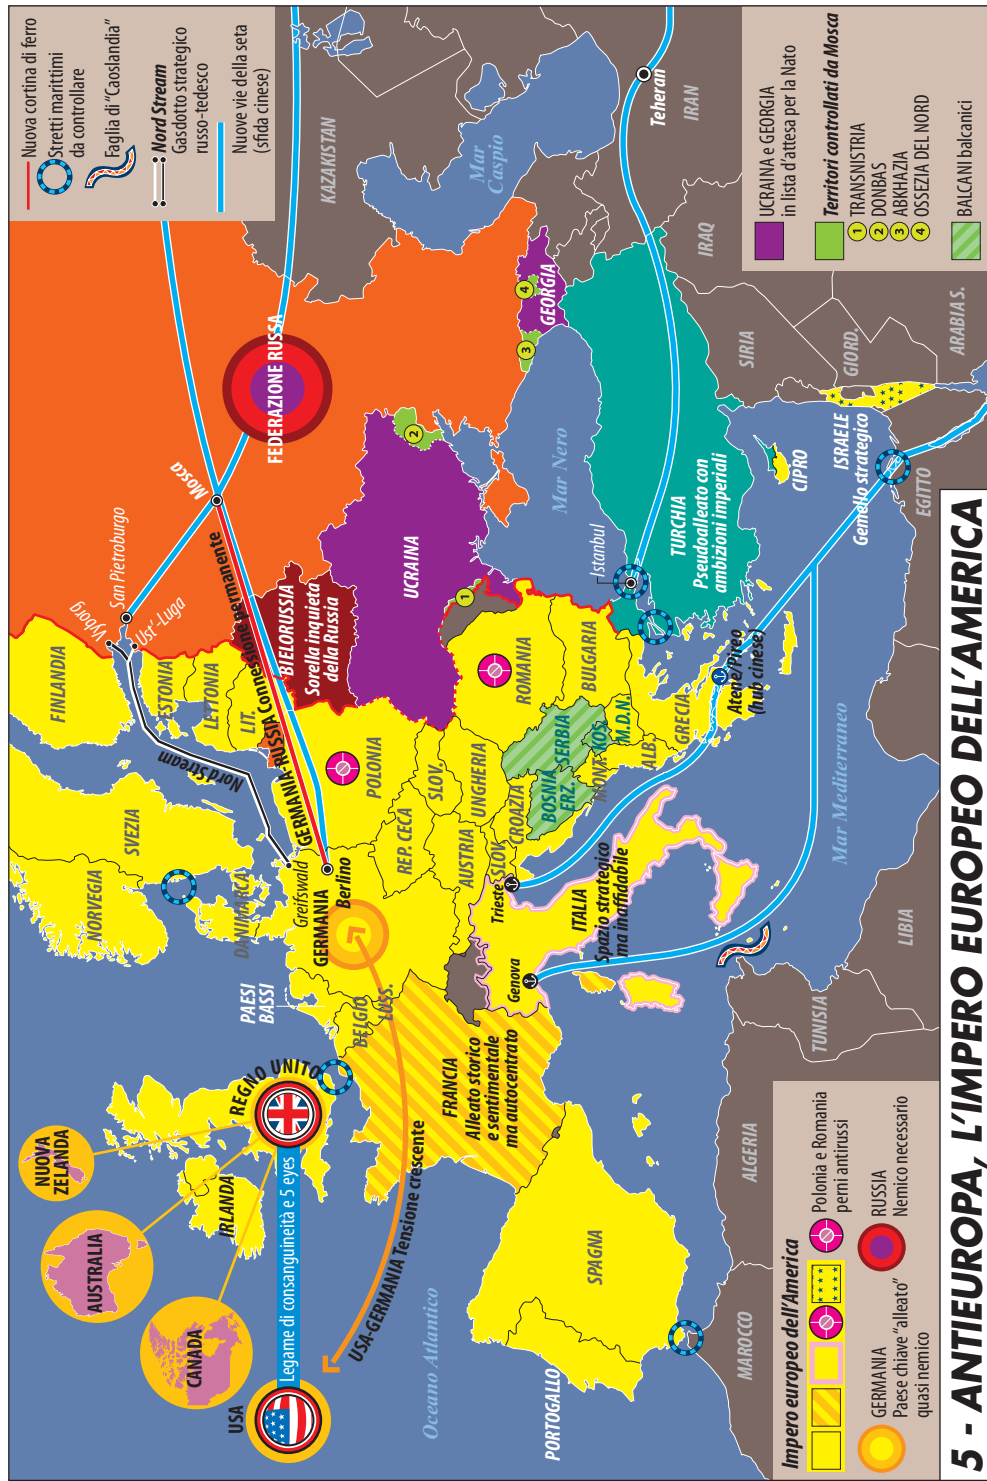 5 - ANTIEUROPA, L'IMPERO EUROPEO DELL'AMERICA
Nuova cortina di ferro
Stretti marittimi
da controllare
Faglia di “Caoslandia”
Nord Stream
Gasdotto strategico
russo-tedesco
Nuove vie della seta
(sfida cinese)
UCRAINA e GEORGIA
in lista d'attesa per la Nato
Territori controllati da Mosca
1 TRANSNISTRIA
2 DONBAS
3 ABKHAZIA
4 OSSEZIA DEL NORD
BALCANI balcanici
Impero europeo dell'America
Polonia e Romania
perni antirussi
GERMANIA
Paese chiave “alleato”
quasi nemico
RUSSIA
Nemico necessario
NUOVA
ZELANDA
AUSTRALIA
CANADA
USA
Legame di consanguineità e 5 eyes
REGNO UNITO
IRLANDA
USA-GERMANIA Tensione crescente
Oceano Atlantico
PORTOGALLO
SPAGNA
FRANCIA
Alleato storico
e sentimentale
ma autocentrato
BELGIO
LUSS.
PAESI
BASSI
DANIMARCA
NORVEGIA
SVEZIA
FINLANDIA
ESTONIA
LETTONIA
LIT.
Nord Stream
Vyborg
San Pietroburgo
Ust'-Luga
Mosca
FEDERAZIONE RUSSA
GERMANIA-RUSSIA Connessione permanente
Greifswald
GERMANIA
Berlino
POLONIA
REP. CECA
SLOV.
AUSTRIA
UNGHERIA
SLOV.
CROAZIA
BOSNIA
ERZ.
SERBIA
MON.
KOS.
M.D.N.
ALB.
GRECIA
BULGARIA
ROMANIA
BIELORUSSIA
Sorella inquieta
della Russia
UCRAINA
1
2
3
4
GEORGIA
Mar Nero
Istanbul
TURCHIA
Pseudoalleato con
ambizioni imperiali
Atene/Pireo
(hub cinese)
CIPRO
ISRAELE
Gemello strategico
Trieste
Genova
ITALIA
Spazio strategico
ma inaffidabile
Mar Mediterraneo
KAZAKISTAN
Mar
Caspio
Teheran
IRAN
IRAQ
SIRIA
GIORD.
ARABIA S.
EGITTO
LIBIA
TUNISIA
ALGERIA
MAROCCO